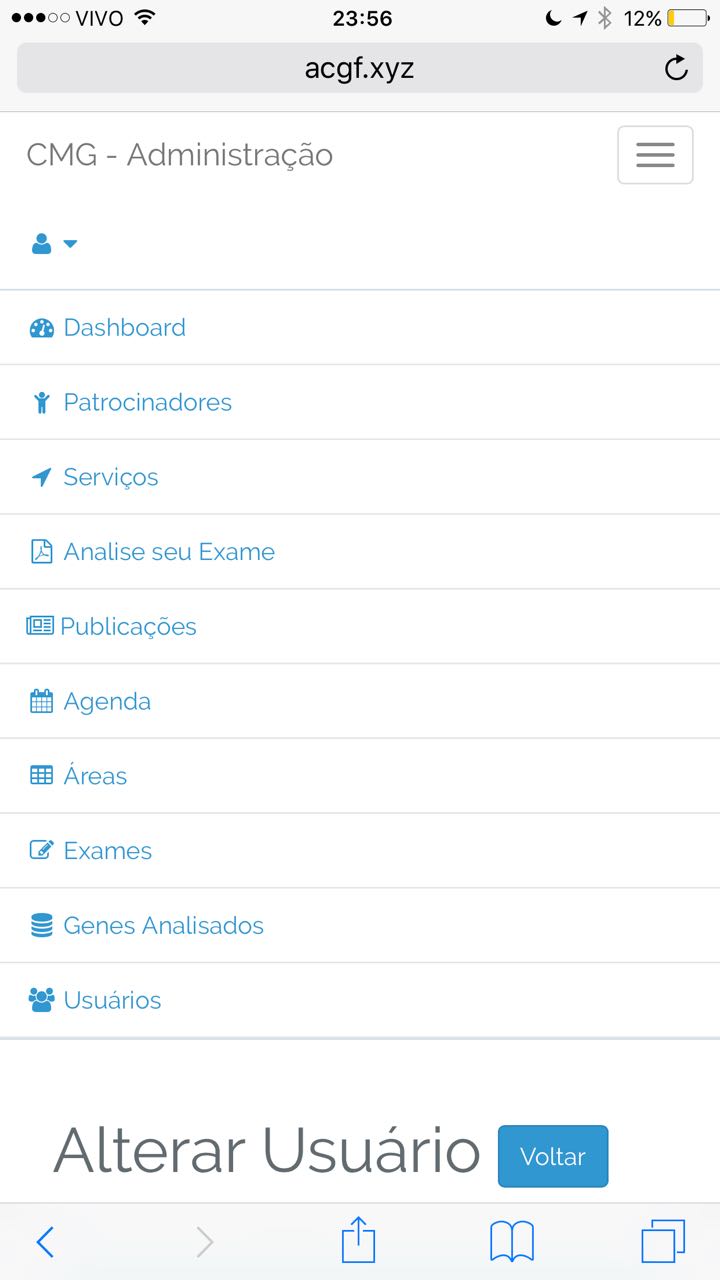 VIVO 23:56 12%
acgf.xyz
CMG - Administração
Dashboard
Patrocinadores
Serviços
Analise seu Exame
Publicações
Agenda
Áreas
Exames
Genes Analisados
Usuários
Alterar Usuário Voltar